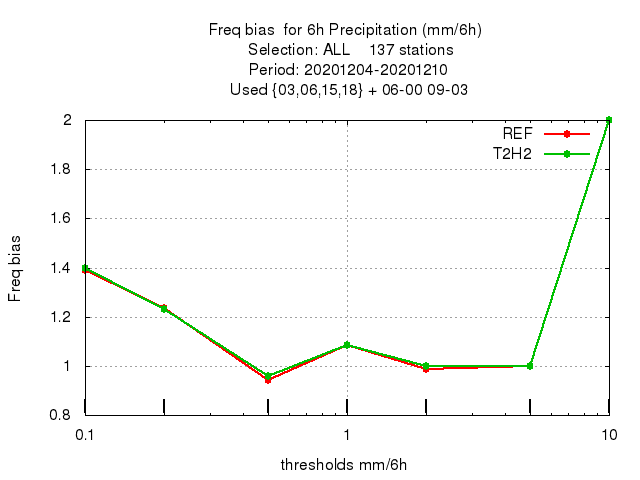 Freq bias  for 6h Precipitation (mm/6h)
Selection: ALL    137 stations
Period: 20201204-20201210
Used {03,06,15,18} + 06-00 09-03
REF
T2H2
2
1.8
1.6
1.4
1.2
1
0.8
Freq bias
0.1 1 10
thresholds mm/6h